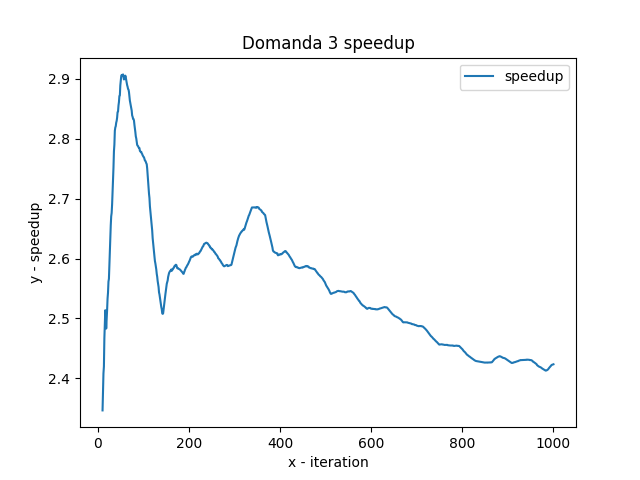 Domanda 3 speedup
speedup
y - speedup
2.9
2.8
2.7
2.6
2.5
2.4
0 200 400 600 800 1000
x - iteration